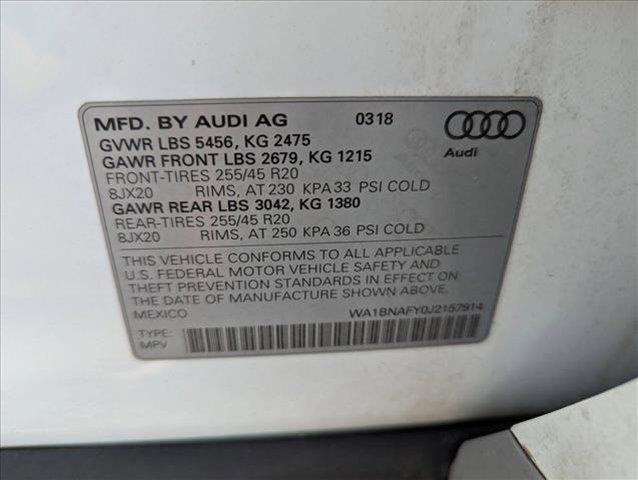 MFD. BY AUDI AG 0318
GVWR LBS 5456, KG 2475
GAWR FRONT LBS 2679, KG 1215
FRONT-TIRES 255/45 R20
8JX20 RIMS, AT 230 KPA 33 PSI COLD
GAWR REAR LBS 3042, KG 1380
REAR-TIRES 255/45 R20
8JX20 RIMS, AT 250 KPA 36 PSI COLD
Audi
THIS VEHICLE CONFORMS TO ALL APPLICABLE
U.S. FEDERAL MOTOR VEHICLE SAFETY AND
THEFT PREVENTION STANDARDS IN EFFECT ON
THE DATE OF MANUFACTURE SHOWN ABOVE.
MEXICO WA1BNAFY0J2157914
TYPE:
MPV